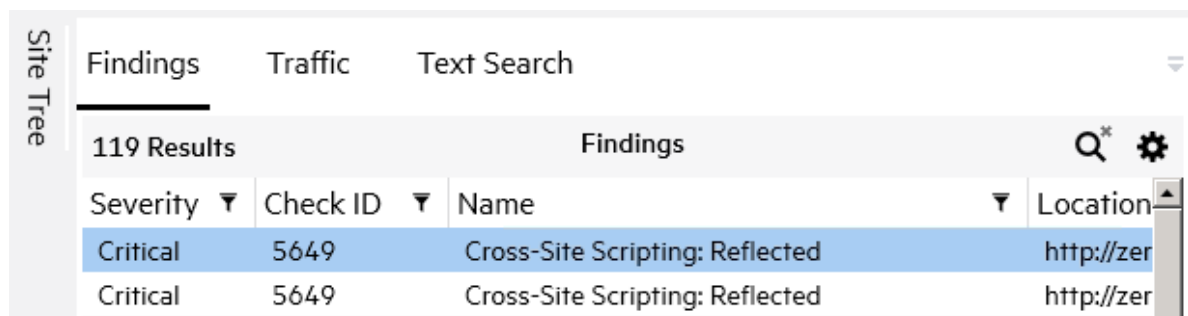 Site Tree
Findings Traffic Text Search
119 Results Findings
Severity Check ID Name Location
Critical 5649 Cross-Site Scripting: Reflected http://zer
Critical 5649 Cross-Site Scripting: Reflected http://zer